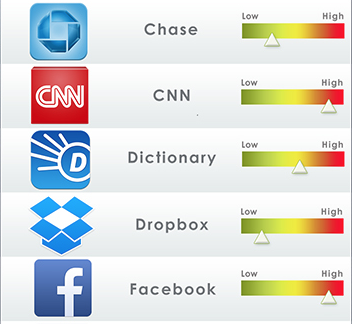 Chase
Low High
CNN
CNN
Low High
D
Dictionary
Low High
Dropbox
Low High
f
Facebook
Low High